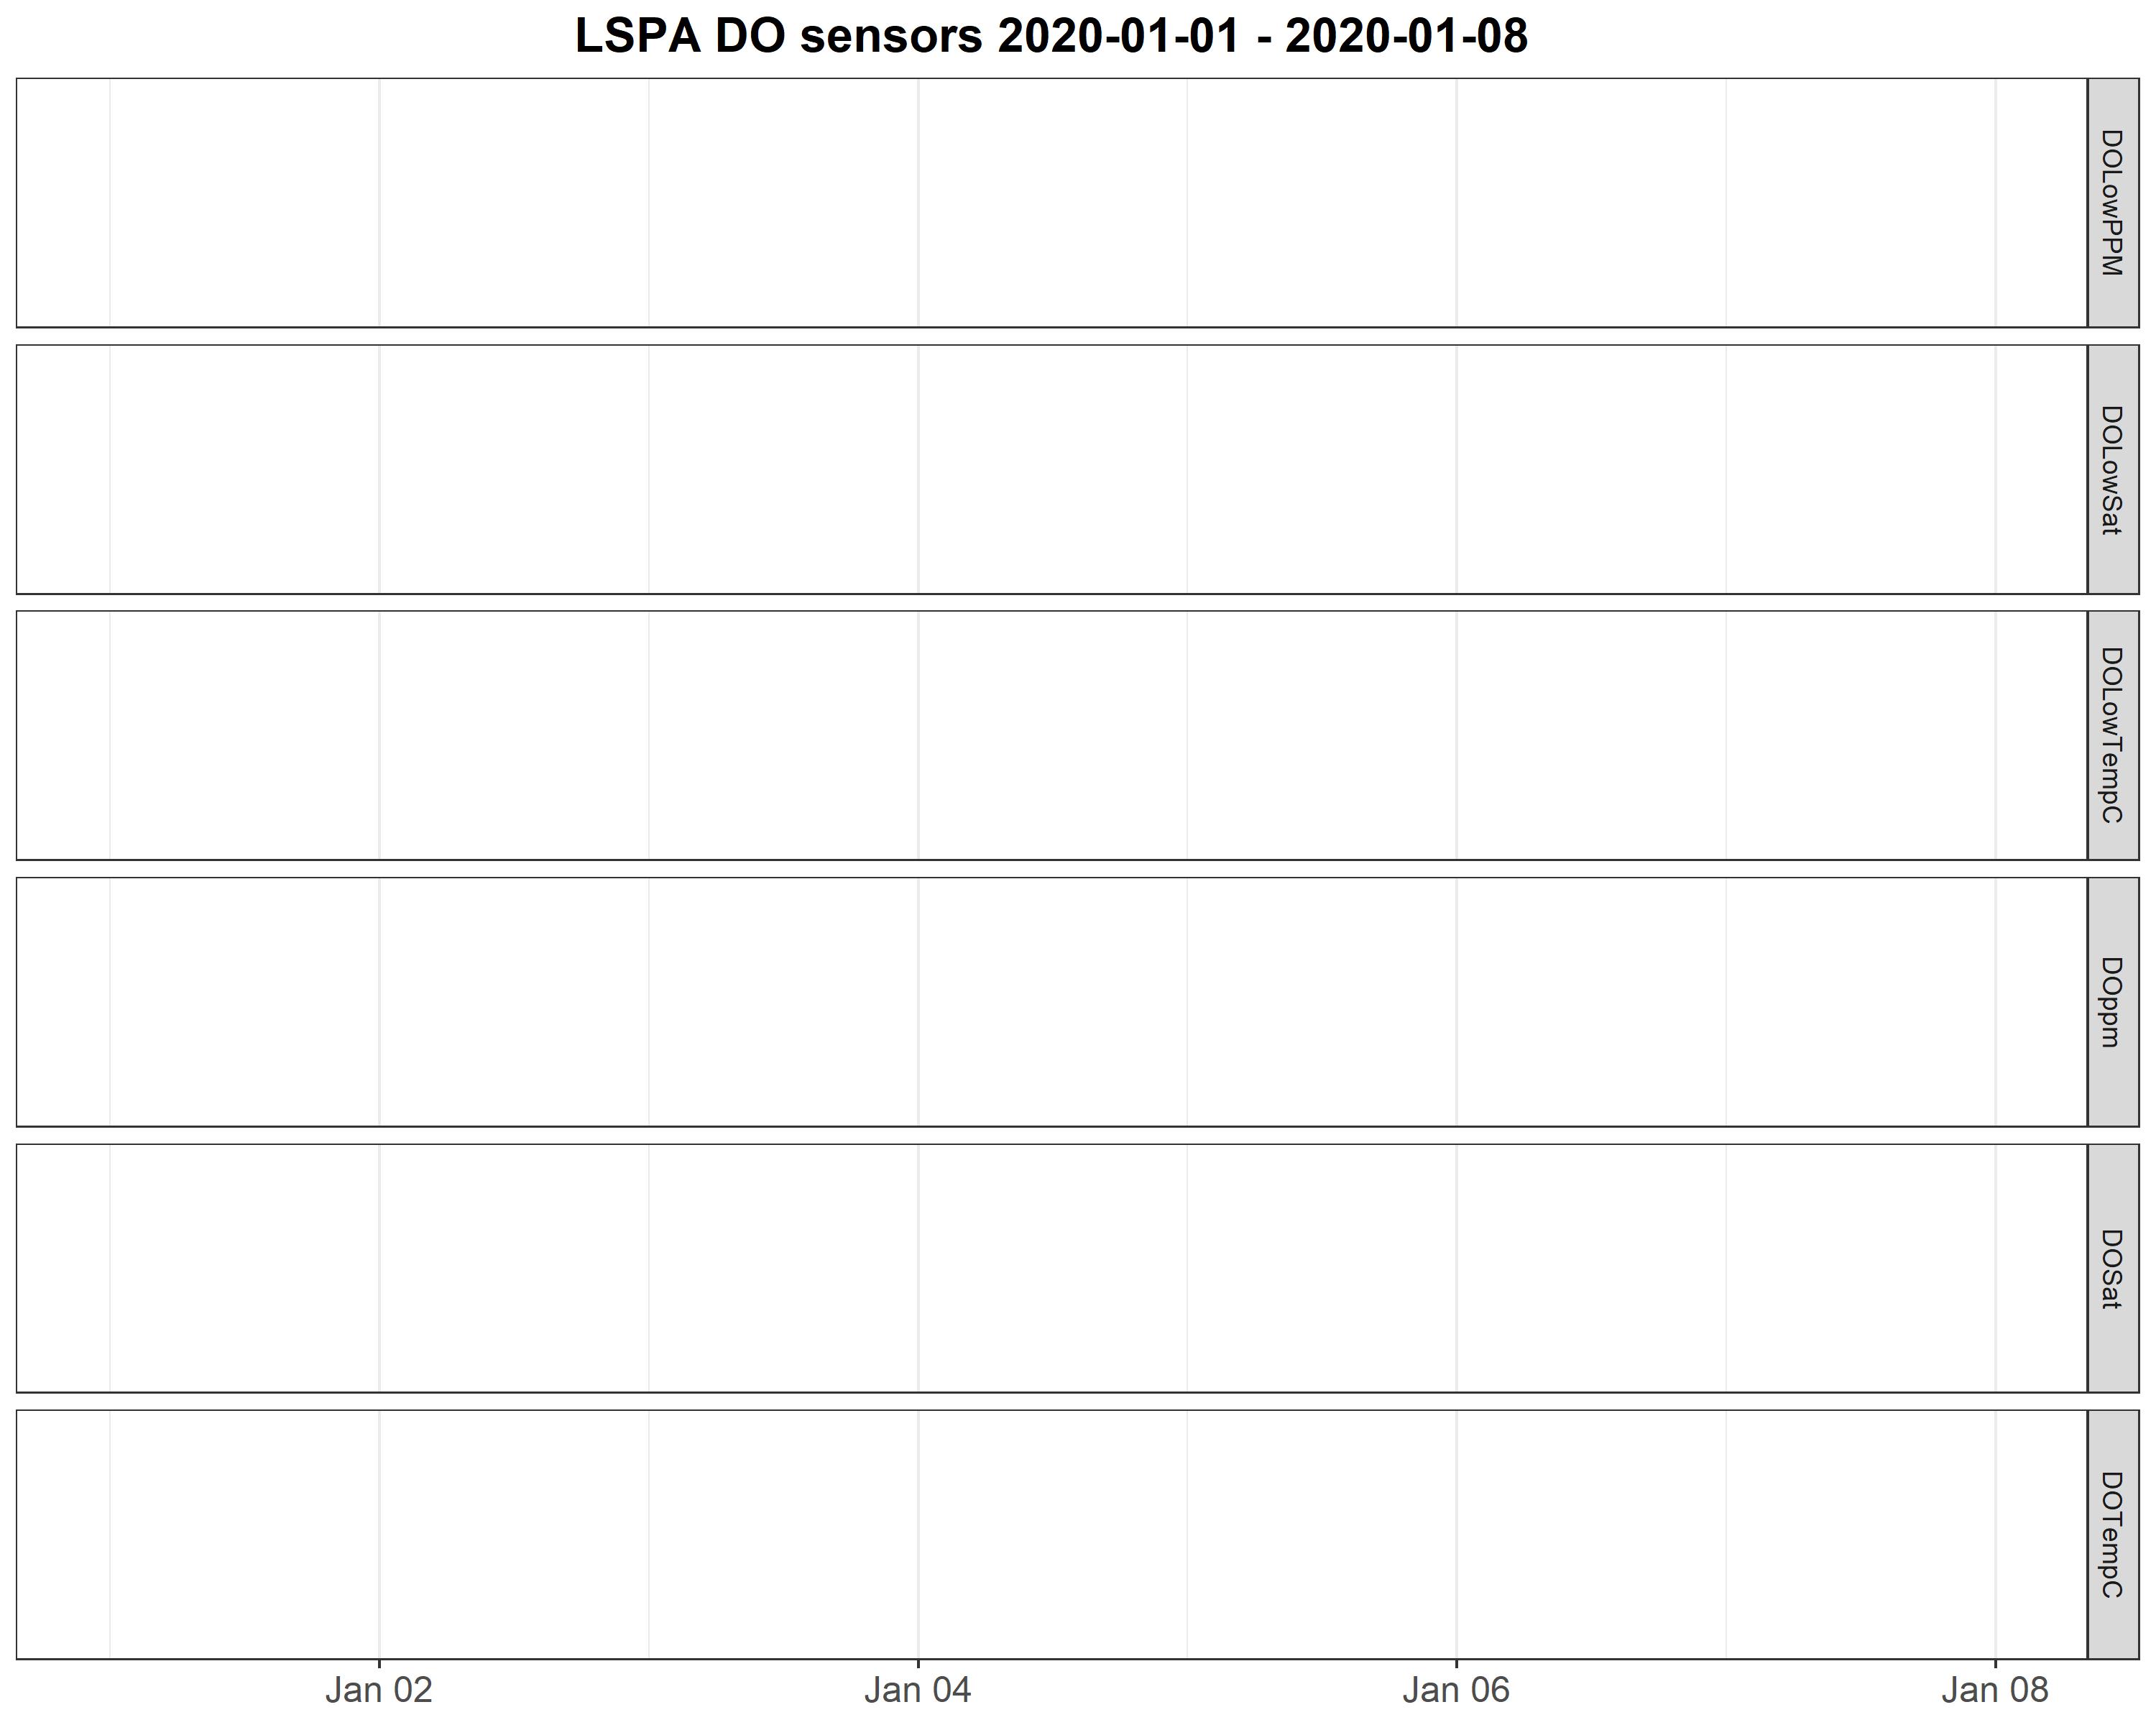 LSPA DO sensors 2020-01-01 - 2020-01-08
DOLowPPM
DOLowSat
DOLowTempC
DOppm
DOSat
DOTempC
Jan 02
Jan 04
Jan 06
Jan 08